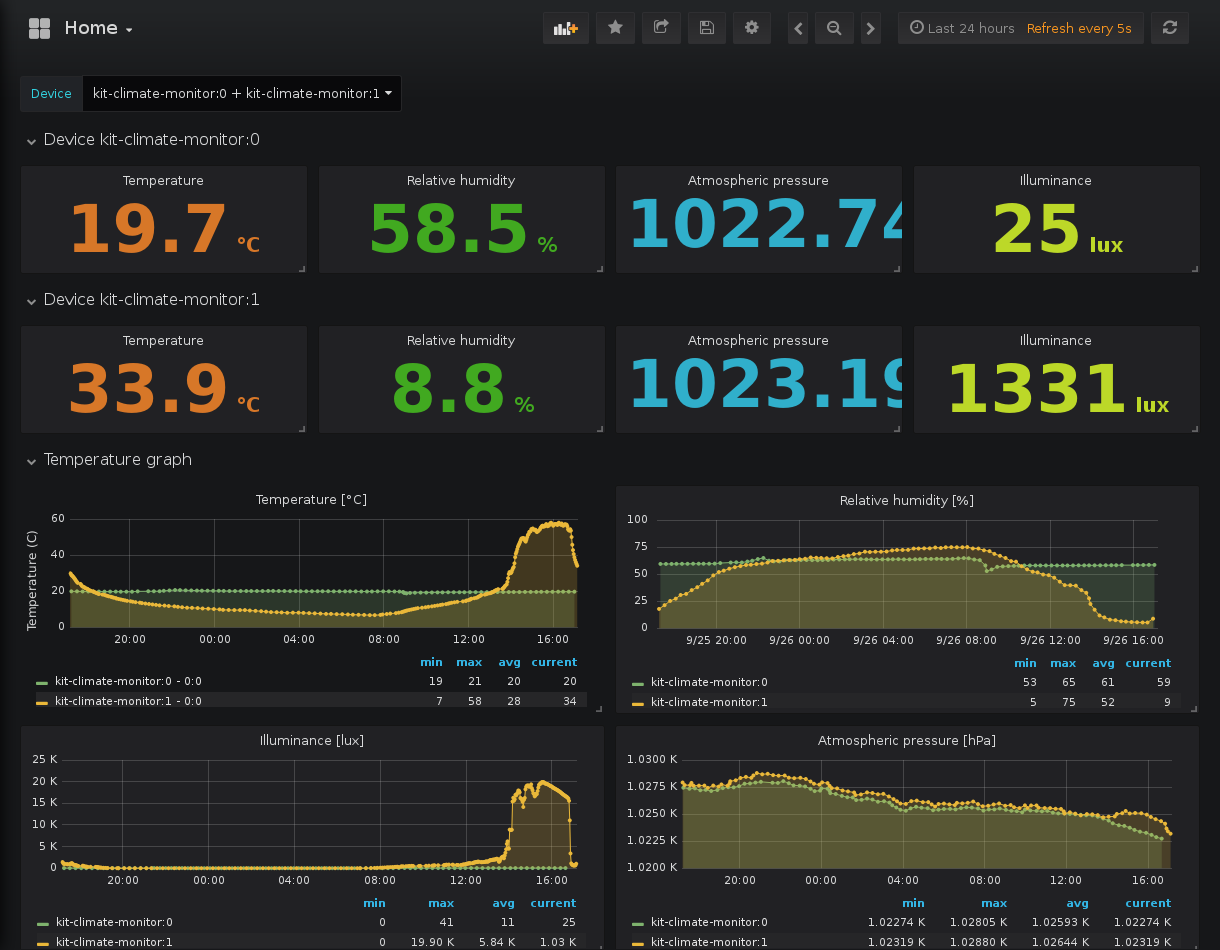 Home
Last 24 hours Refresh every 5s
Device kit-climate-monitor:0 + kit-climate-monitor:1
Device kit-climate-monitor:0
Temperature Relative humidity Atmospheric pressure Illuminance
19.7 °C 58.5 % 1022.74 25 lux
Device kit-climate-monitor:1
Temperature Relative humidity Atmospheric pressure Illuminance
33.9 °C 8.8 % 1023.19 1331 lux
Temperature graph
Temperature [°C]
Temperature (C)
60
40
20
0
20:00 00:00 04:00 08:00 12:00 16:00
min max avg current
kit-climate-monitor:0 - 0:0 19 21 20 20
kit-climate-monitor:1 - 0:0 7 58 28 34
Relative humidity [%]
100
75
50
25
0
9/25 20:00 9/26 00:00 9/26 04:00 9/26 08:00 9/26 12:00 9/26 16:00
min max avg current
kit-climate-monitor:0 53 65 61 59
kit-climate-monitor:1 5 75 52 9
Illuminance [lux]
25 K
20 K
15 K
10 K
5 K
0
20:00 00:00 04:00 08:00 12:00 16:00
min max avg current
kit-climate-monitor:0 0 41 11 25
kit-climate-monitor:1 0 19.90 K 5.84 K 1.03 K
Atmospheric pressure [hPa]
1.0300 K
1.0275 K
1.0250 K
1.0225 K
1.0200 K
20:00 00:00 04:00 08:00 12:00 16:00
min max avg current
kit-climate-monitor:0 1.02274 K 1.02805 K 1.02593 K 1.02274 K
kit-climate-monitor:1 1.02319 K 1.02880 K 1.02644 K 1.02319 K